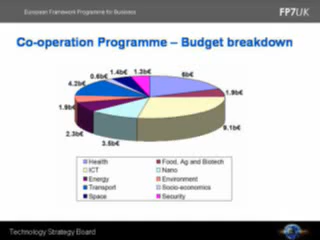 European Framework Programme for Business
FP7UK
Co-operation Programme – Budget breakdown
0.6b€
1.4b€
1.3b€
6b€
4.2b€
1.9b€
1.9b€
2.3b€
3.5b€
9.1b€
Health
Food, Ag and Biotech
ICT
Nano
Energy
Environment
Transport
Socio-economics
Space
Security
Technology Strategy Board